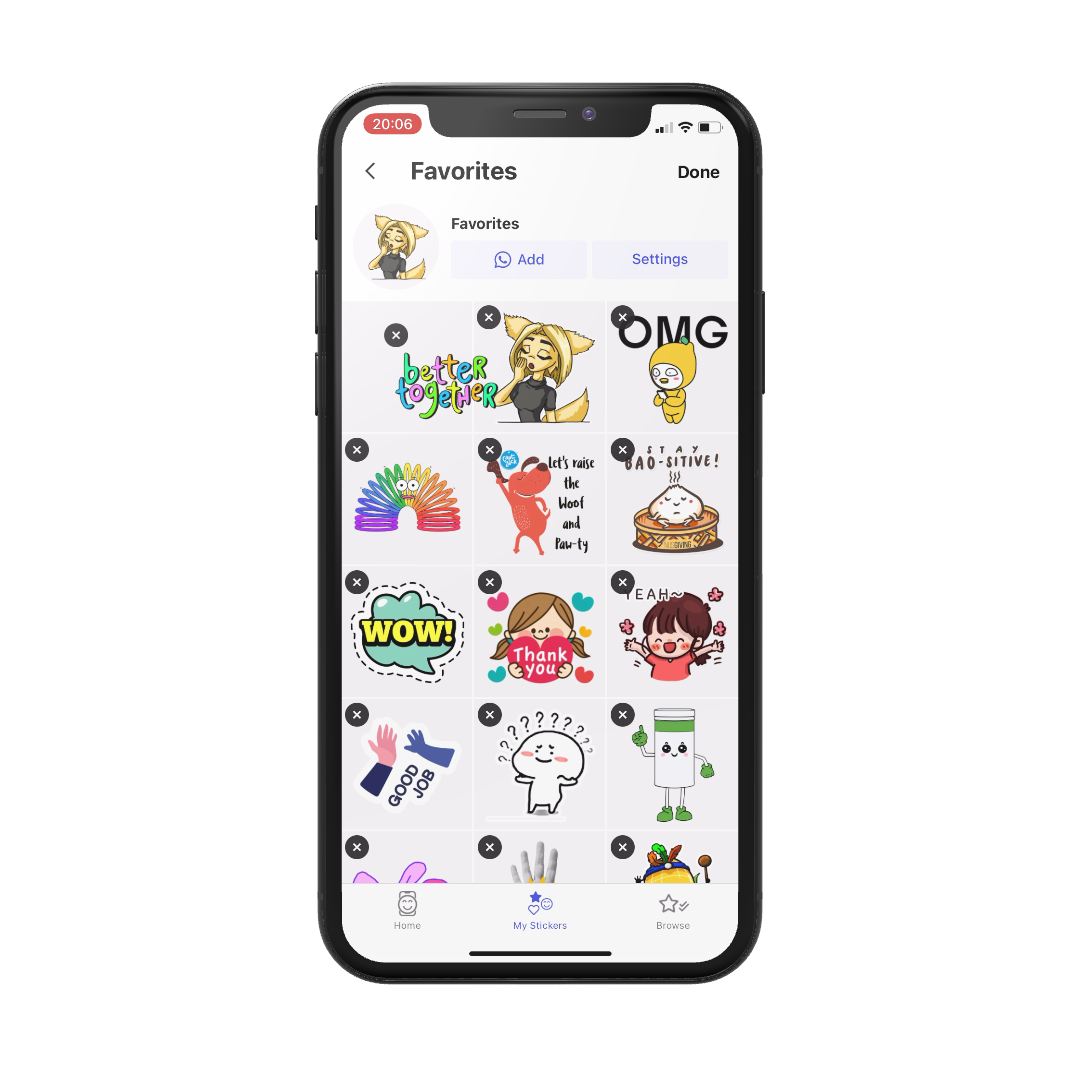 20:06
Favorites
Done
Favorites
Add
Settings
better
together
OMG
Let's raise
the
Woof
and
Paw-ty
STAY
BAO-SITIVE!
WOW!
Thank
you
YEAH~
GOOD
JOB
? ? ? ? ? ? ? ? ? ?
Home
My Stickers
Browse